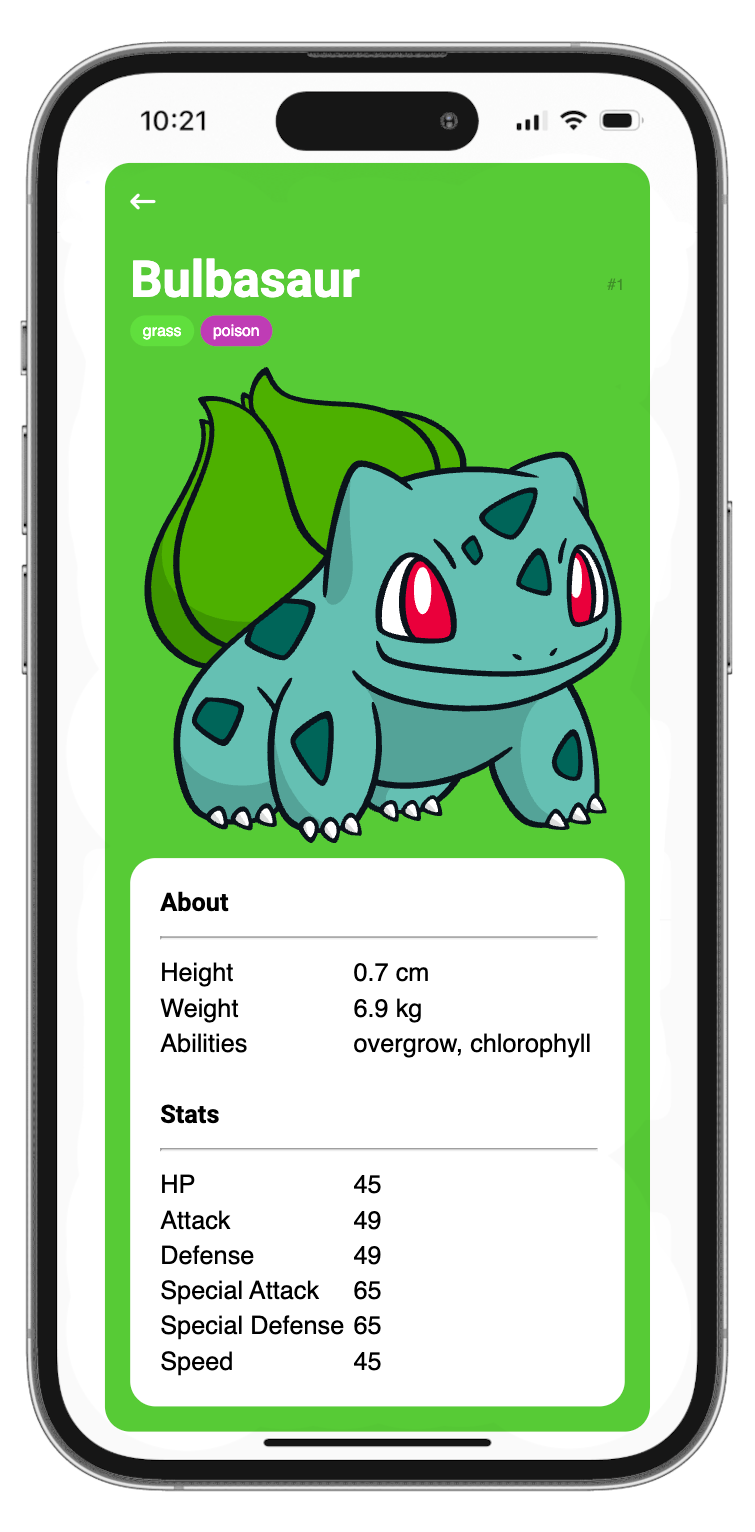 10:21
Bulbasaur
#1
grass poison
About
Height 0.7 cm
Weight 6.9 kg
Abilities overgrow, chlorophyll
Stats
HP 45
Attack 49
Defense 49
Special Attack 65
Special Defense 65
Speed 45